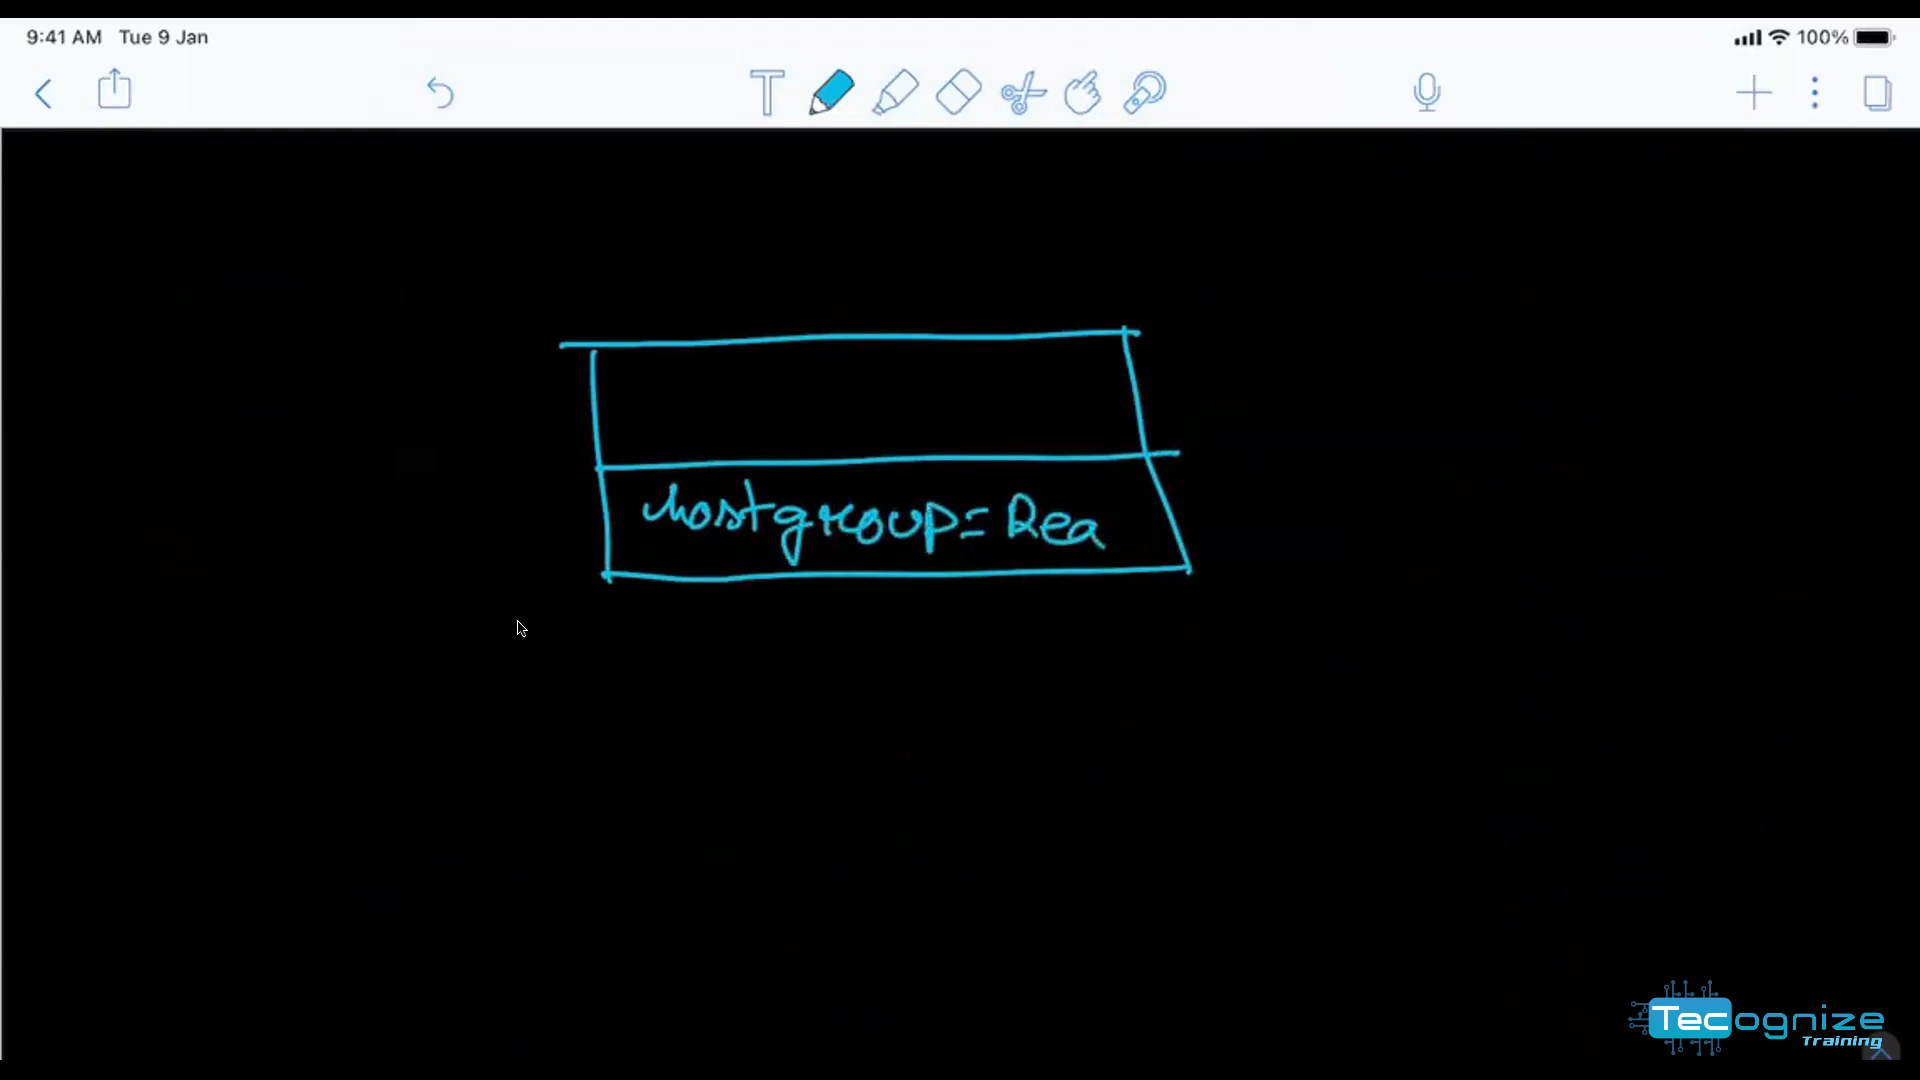 9:41 AM Tue 9 Jan
100%
hostgroup=Rea
Tecognize
Training